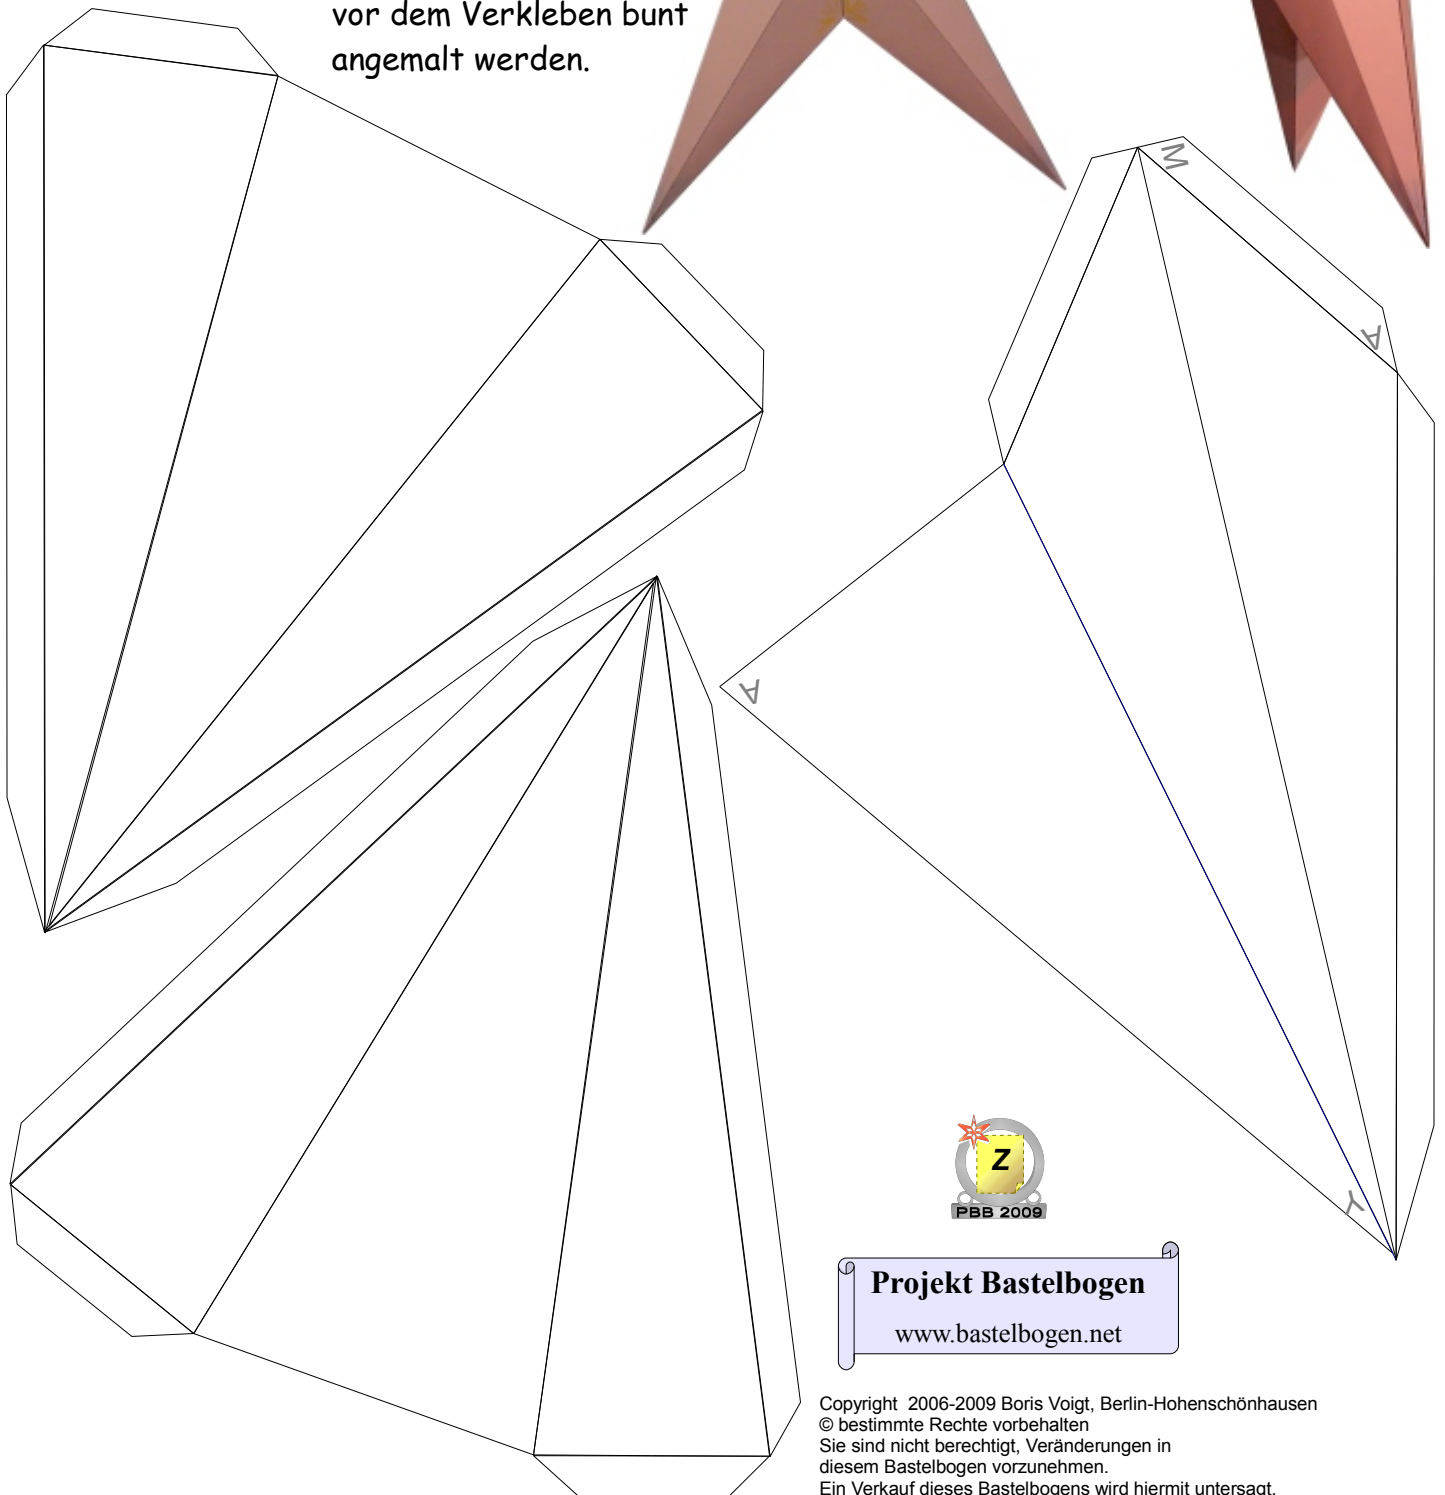 vor dem Verkleben bunt
angemalt werden.
M
A
A
Y
Z
PBB 2009
Projekt Bastelbogen
www.bastelbogen.net
Copyright  2006-2009 Boris Voigt, Berlin-Hohenschönhausen
© bestimmte Rechte vorbehalten
Sie sind nicht berechtigt, Veränderungen in
diesem Bastelbogen vorzunehmen.
Ein Verkauf dieses Bastelbogens wird hiermit untersagt.